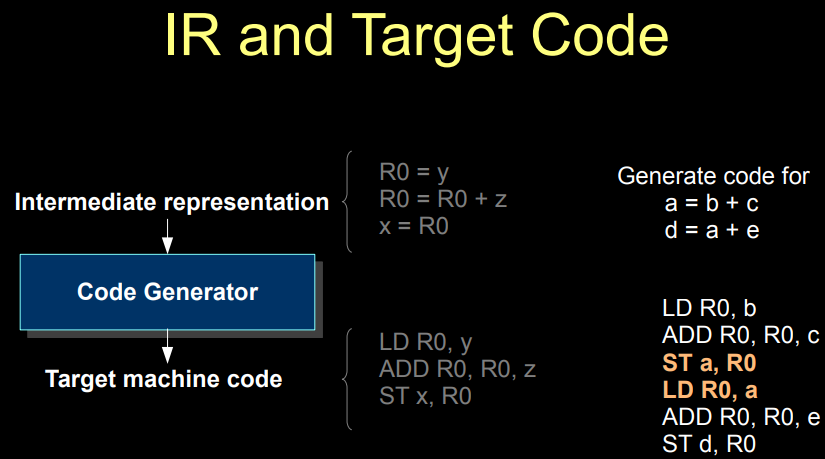 IR and Target Code
Intermediate representation
Code Generator
Target machine code
R0 = y
R0 = R0 + z
x = R0
LD R0, y
ADD R0, R0, z
ST x, R0
Generate code for
a = b + c
d = a + e
LD R0, b
ADD R0, R0, c
ST a, R0
LD R0, a
ADD R0, R0, e
ST d, R0